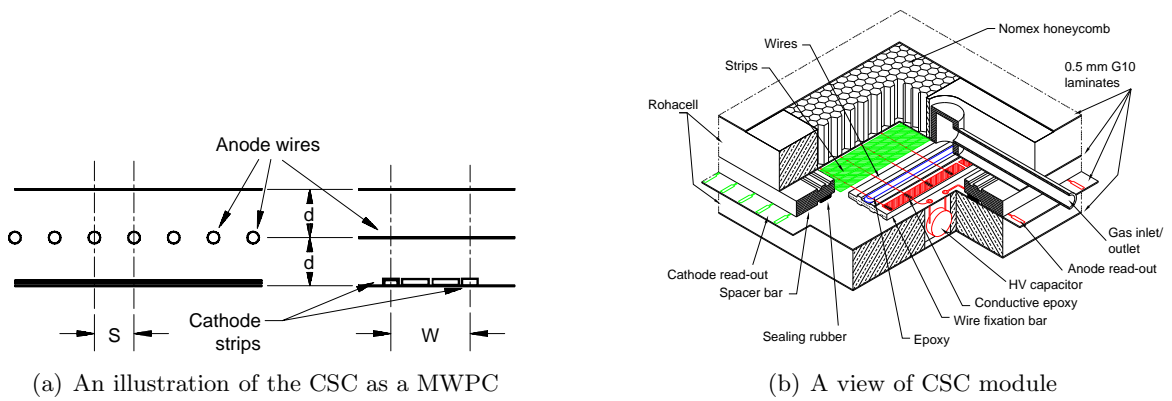 Anode wires
d
d
Cathode
strips
S
W
(a) An illustration of the CSC as a MWPC
Nomex honeycomb
Wires
Strips
0.5 mm G10
laminates
Rohacell
Gas inlet/
outlet
Cathode read-out
Anode read-out
Spacer bar
HV capacitor
Conductive epoxy
Sealing rubber
Wire fixation bar
Epoxy
(b) A view of CSC module